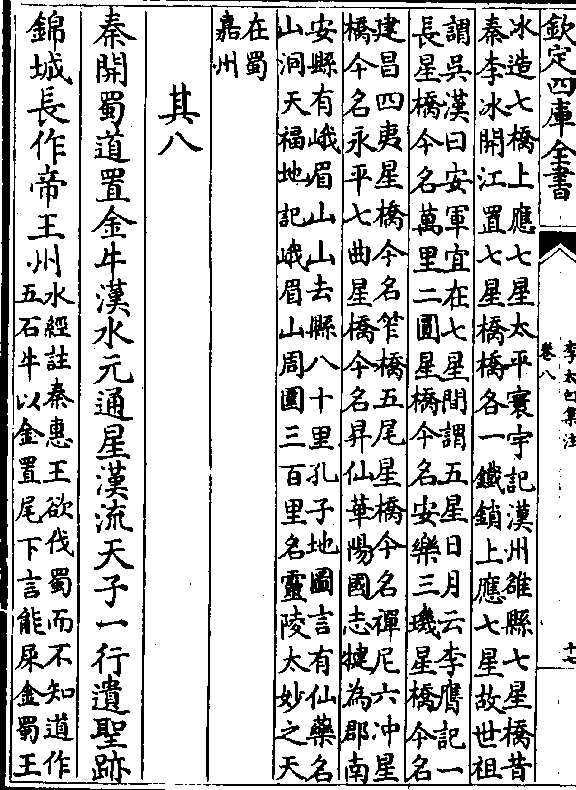 欽定四庫全書
李太白集注
卷八
十七
冰造七橋上應七星太平寰宇記漢州雒縣七星橋昔
秦李冰開江置七星橋橋各一鐵鎖上應七星故世祖
謂吳漢曰安軍宜在七星間謂五星日月云李膺記一
長星橋今名萬里二圓星橋今名安樂三璣星橋今名
建昌四夷星橋今名笮橋五尾星橋今名禪尼六冲星
橋今名永平七曲星橋今名昇仙華陽國志犍為郡南
安縣有峨眉山山去縣八十里孔子地圖言有仙藥名
山洞天福地記峨眉山周圍三百里名靈陵太妙之天
在蜀
嘉州
其八
秦開蜀道置金牛漢水元通星漢流天子一行遺聖跡
錦城長作帝王州
水經註秦惠王欲伐蜀而不知道作
五石牛以金置尾下言能屎金蜀王